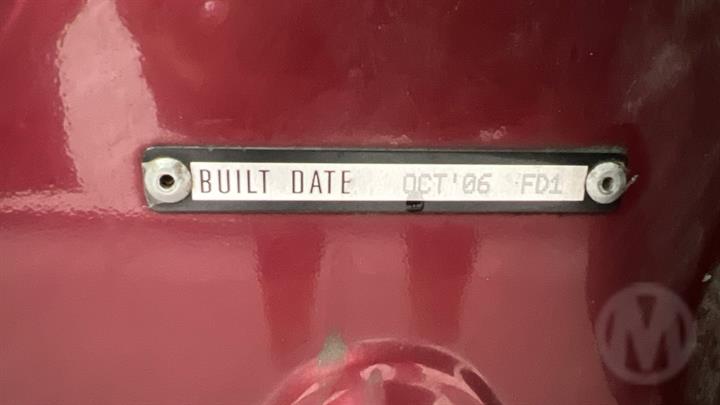 BUILT DATE OCT'06 FD1
M